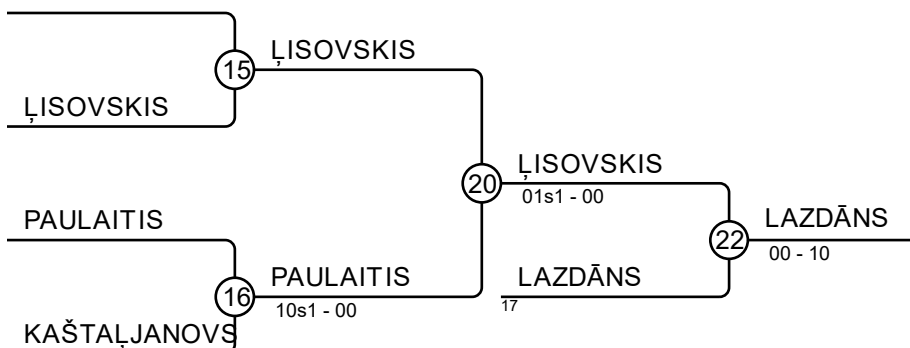 ĻISOVSKIS
15
ĻISOVSKIS
ĻISOVSKIS
20
01s1 - 00
PAULAITIS
LAZDĀNS
22
00 - 10
PAULAITIS
LAZDĀNS
16
10s1 - 00
17
KAŠTAĻJANOVS